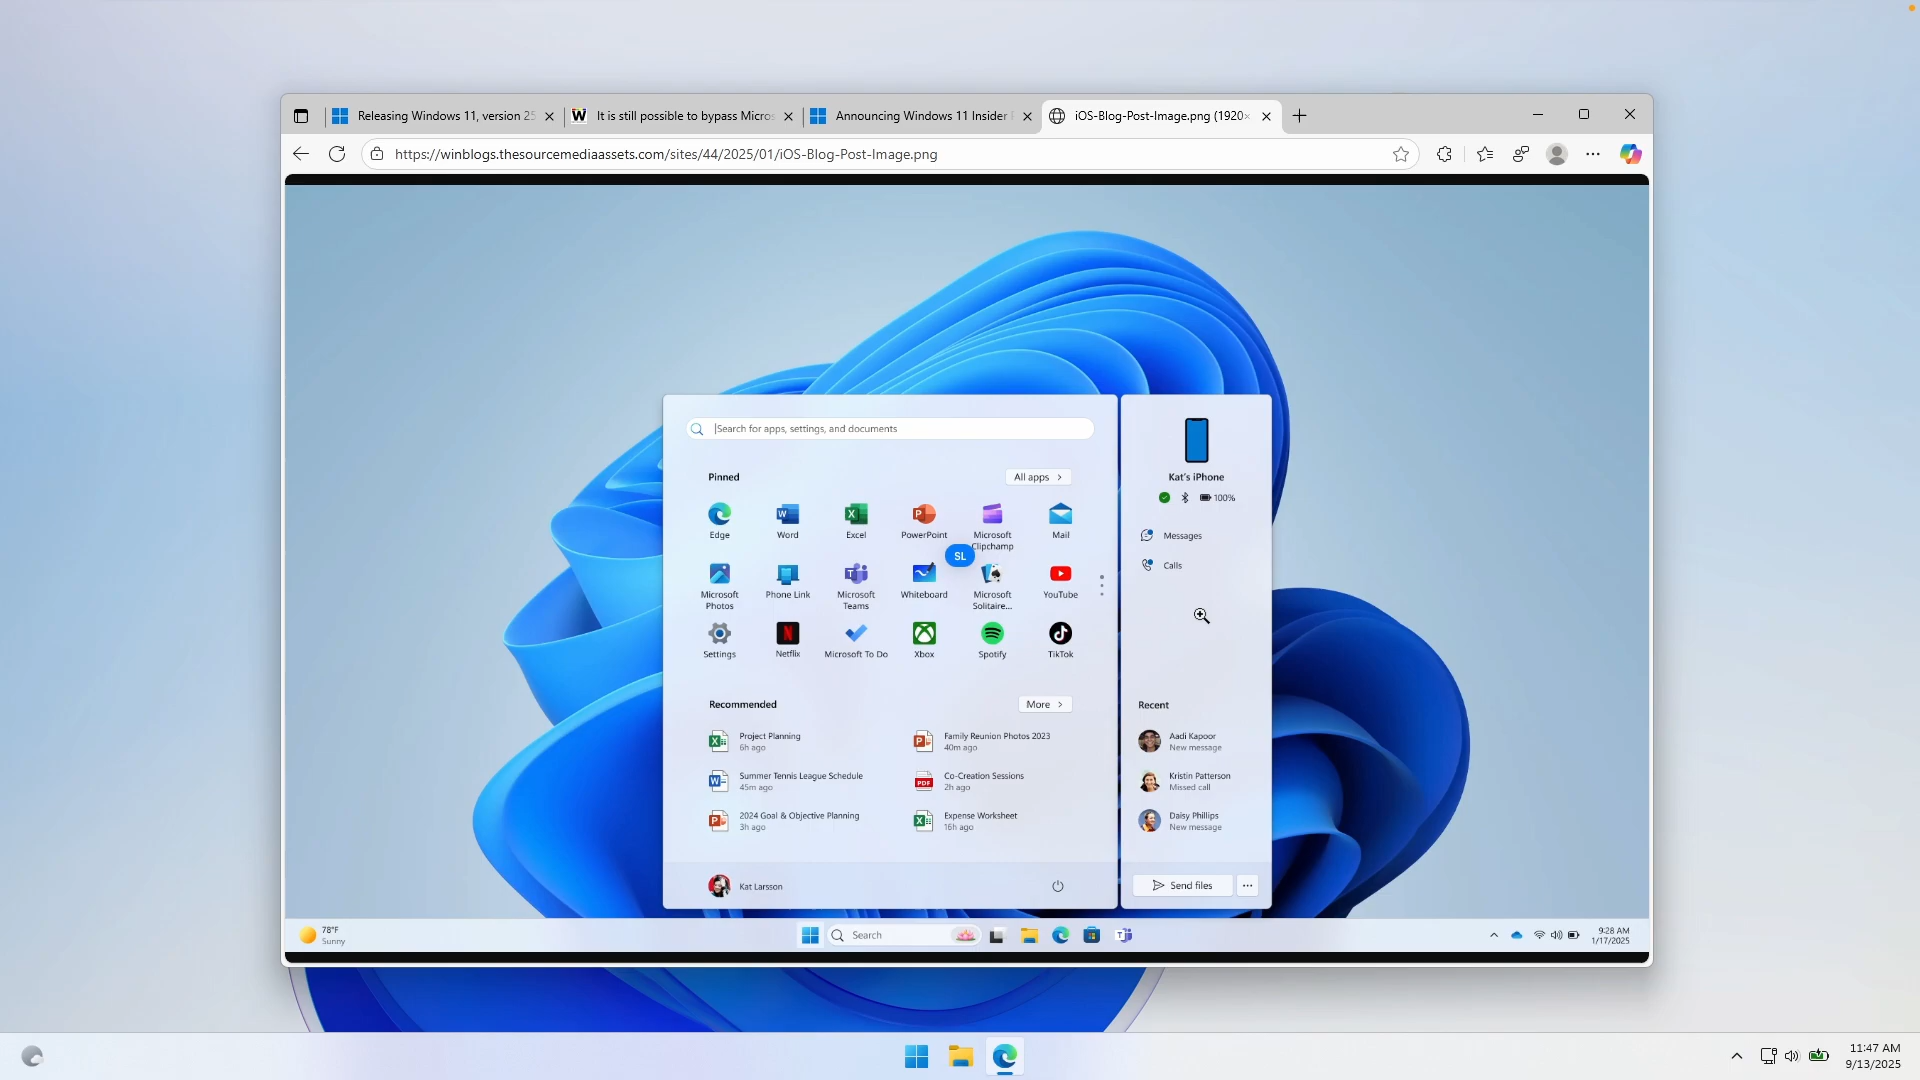 Releasing Windows 11, version 25
It is still possible to bypass Micros
Announcing Windows 11 Insider P
iOS-Blog-Post-Image.png (1920×
https://winblogs.thesourcemediaassets.com/sites/44/2025/01/iOS-Blog-Post-Image.png
Search for apps, settings, and documents
Pinned
All apps
Edge
Word
Excel
PowerPoint
Microsoft
Clipchamp
Mail
SL
Microsoft
Photos
Phone Link
Microsoft
Teams
Whiteboard
Microsoft
Solitaire...
YouTube
Settings
Netflix
Microsoft To Do
Xbox
Spotify
TikTok
Recommended
More
Project Planning
6h ago
Family Reunion Photos 2023
40m ago
Summer Tennis League Schedule
45m ago
Co-Creation Sessions
2h ago
2024 Goal & Objective Planning
3h ago
Expense Worksheet
16h ago
Kat Larsson
Kat's iPhone
100%
Messages
Calls
Recent
Aadi Kapoor
New message
Kristin Patterson
Missed call
Daisy Phillips
New message
Send files
78°F
Sunny
Search
9:28 AM
1/17/2025
11:47 AM
9/13/2025